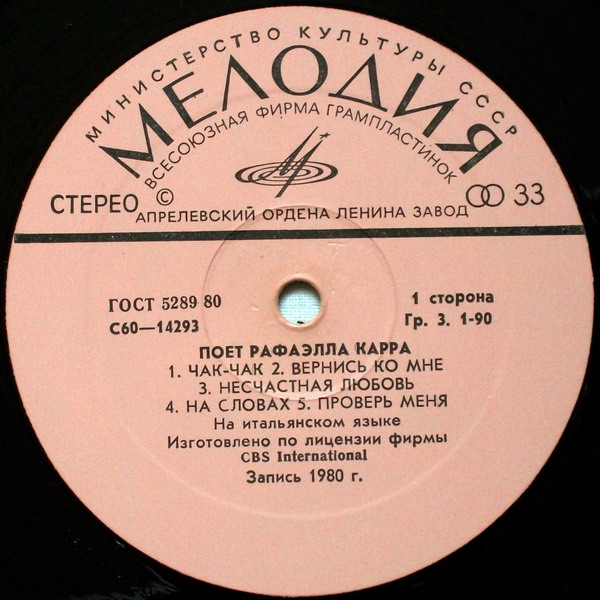 МИНИСТЕРСТВО КУЛЬТУРЫ СССР
МЕЛОДИЯ
ВСЕСОЮЗНАЯ ФИРМА ГРАМПЛАСТИНОК
СТЕРЕО © 33
АПРЕЛЕВСКИЙ ОРДЕНА ЛЕНИНА ЗАВОД
ГОСТ 5289 80 1 сторона
С60—14293 Гр. 3. 1-90
ПОЕТ РАФАЭЛЛА КАРРА
1. ЧАК-ЧАК 2. ВЕРНИСЬ КО МНЕ
3. НЕСЧАСТНАЯ ЛЮБОВЬ
4. НА СЛОВАХ 5. ПРОВЕРЬ МЕНЯ
На итальянском языке
Изготовлено по лицензии фирмы
CBS International
Запись 1980 г.